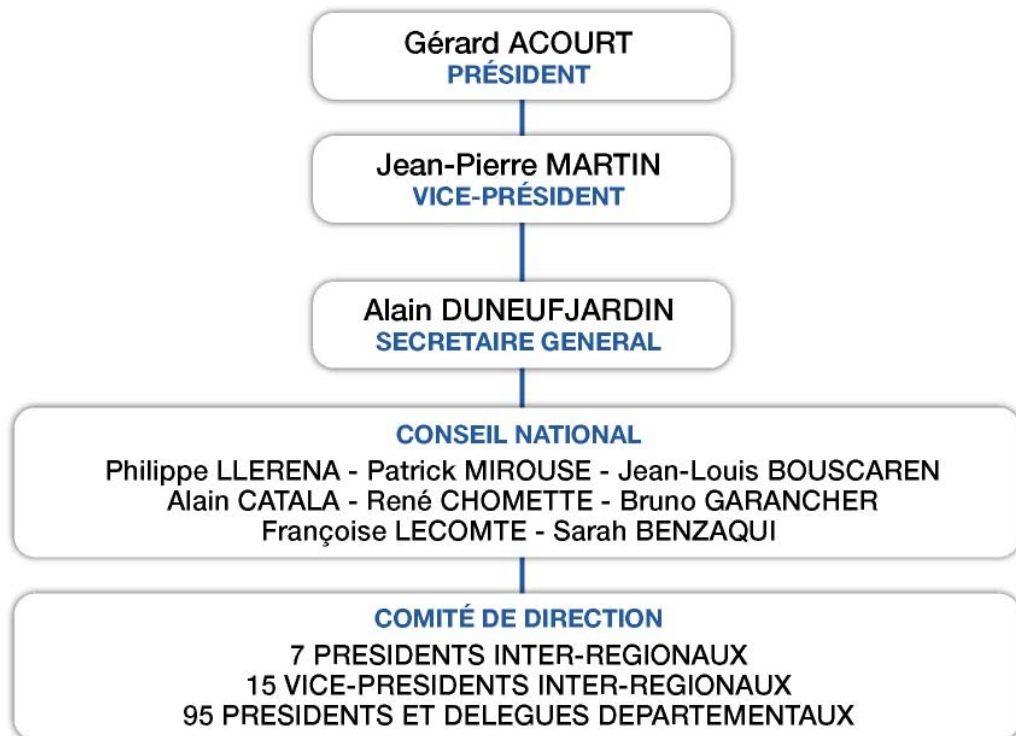 Gérard ACOURT
PRÉSIDENT
Jean-Pierre MARTIN
VICE-PRÉSIDENT
Alain DUNEUFJARDIN
SECRETAIRE GENERAL
CONSEIL NATIONAL
Philippe LLERENA - Patrick MIROUSE - Jean-Louis BOUSCAREN
Alain CATALA - René CHOMETTE - Bruno GARANCHER
Françoise LECOMTE - Sarah BENZAQUI
COMITÉ DE DIRECTION
7 PRESIDENTS INTER-REGIONAUX
15 VICE-PRESIDENTS INTER-REGIONAUX
95 PRESIDENTS ET DELEGUES DEPARTEMENTAUX